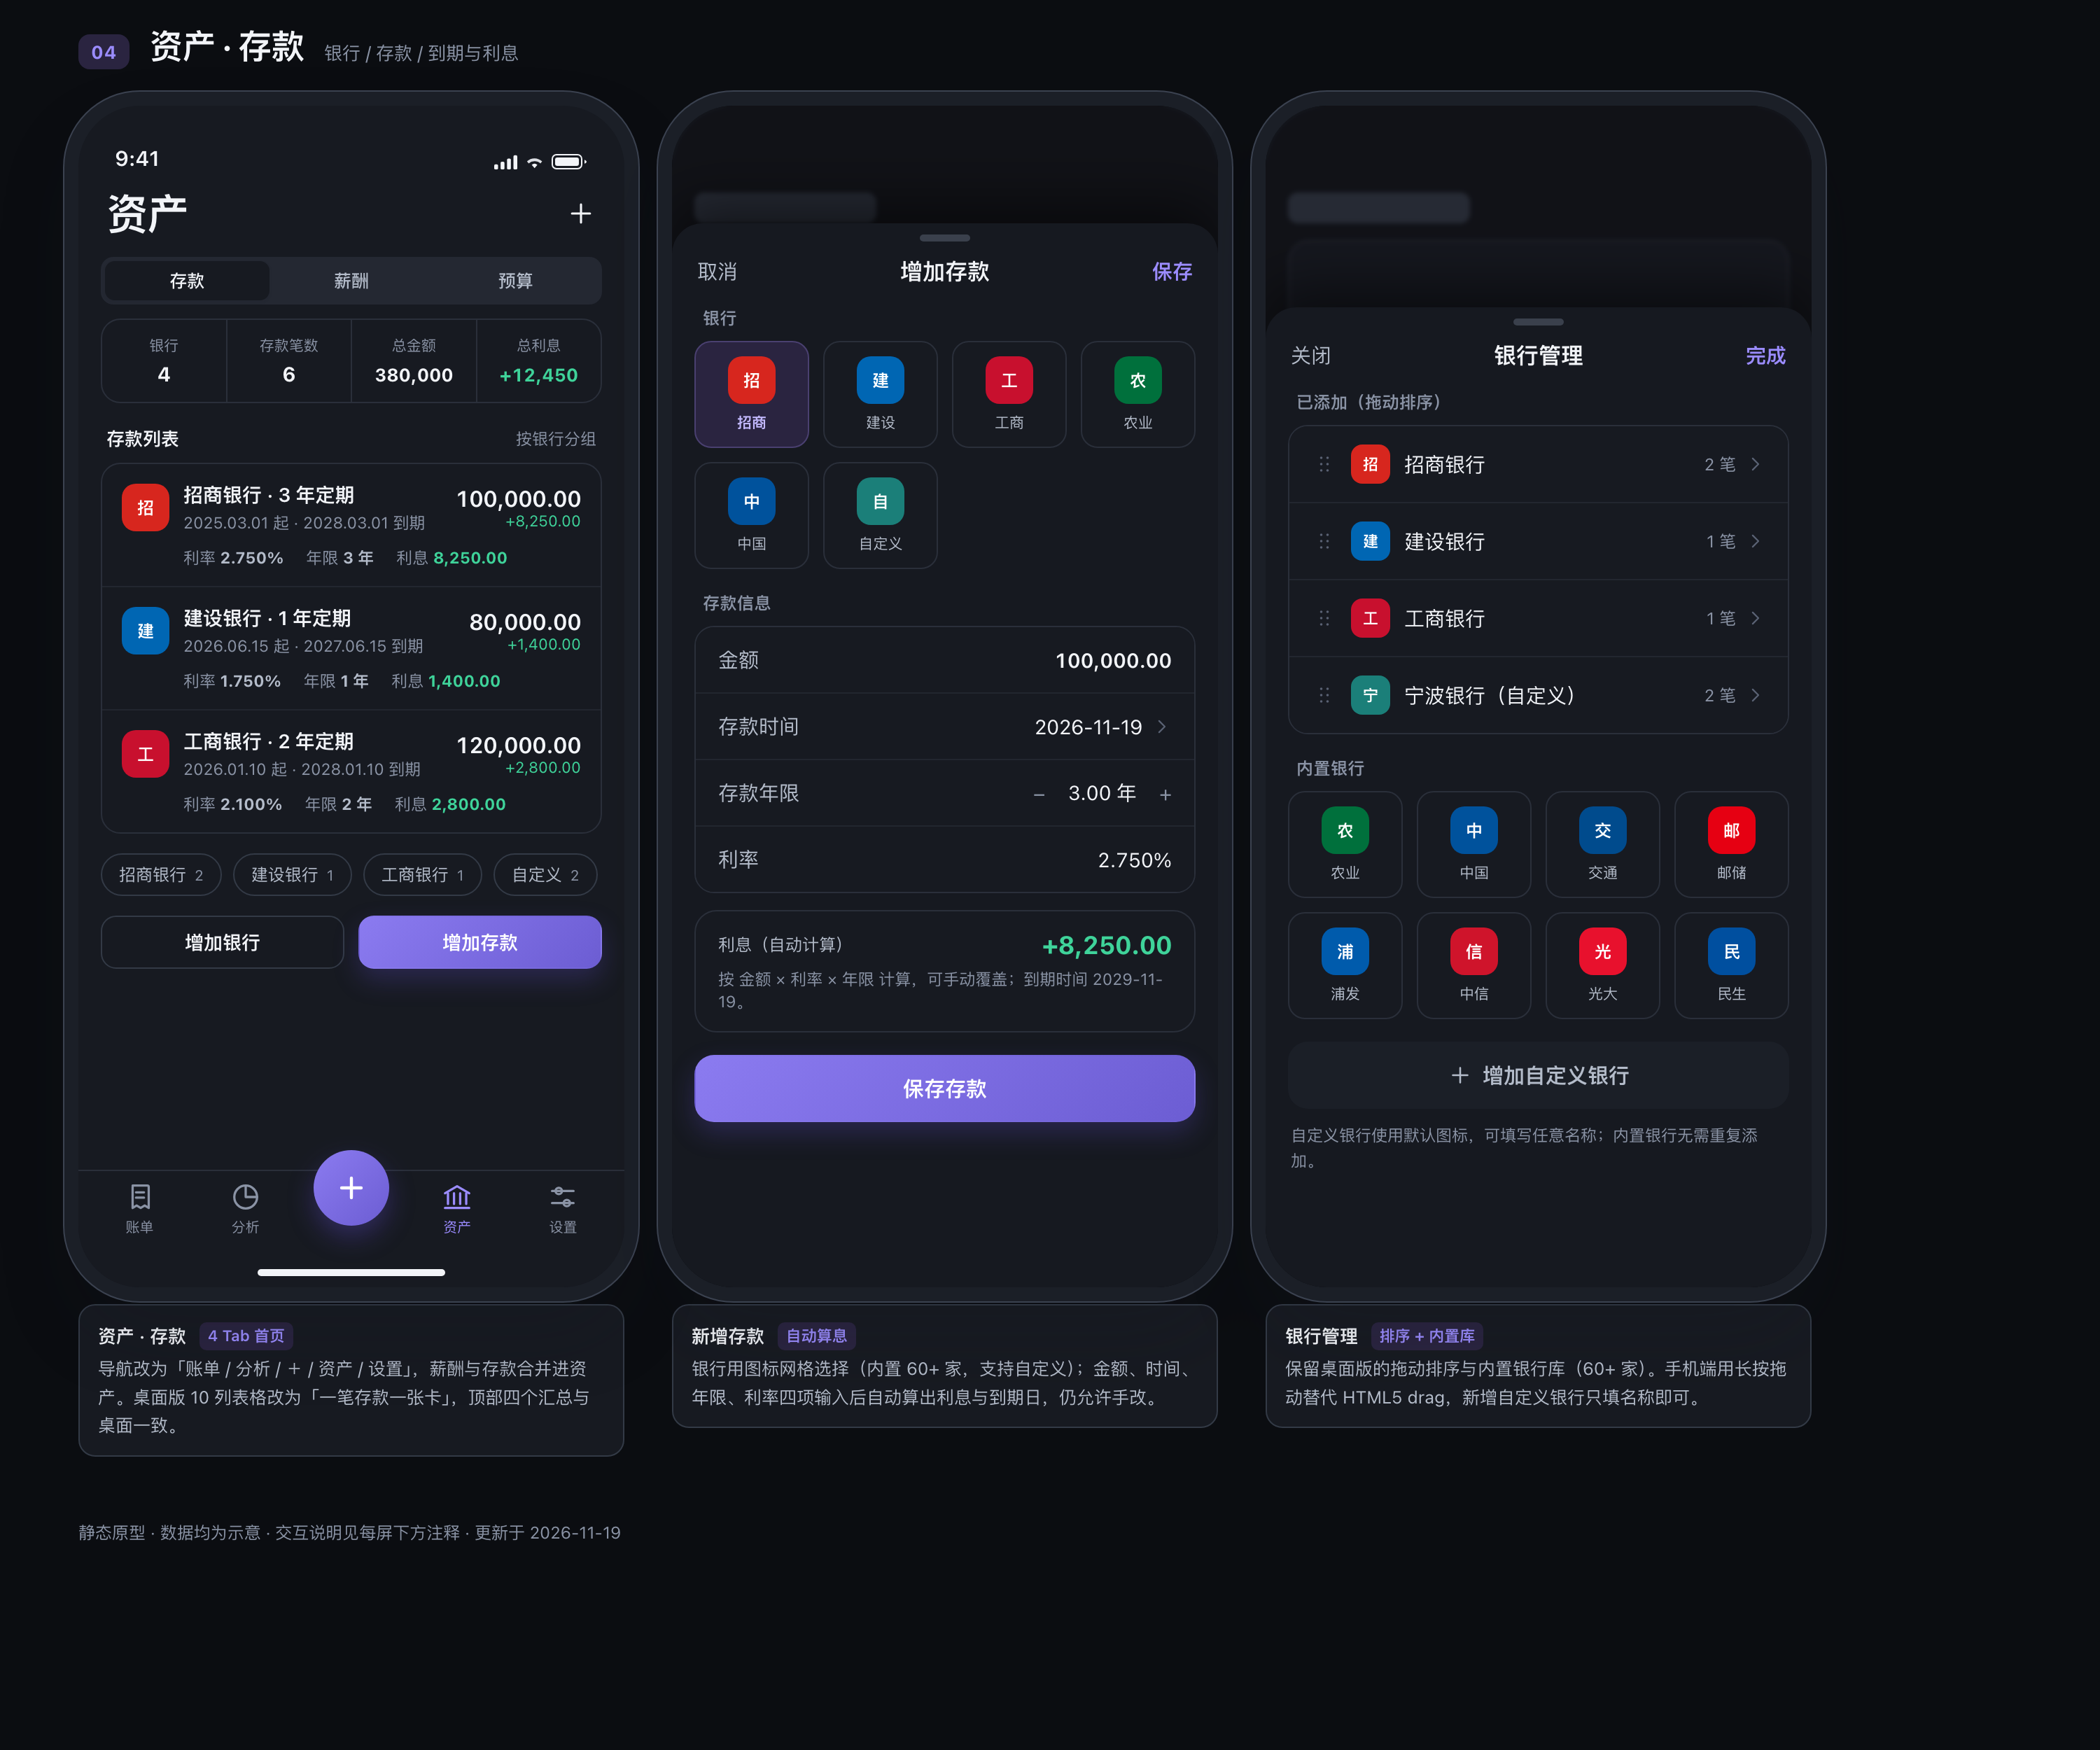 04 资产 · 存款 银行 / 存款 / 到期与利息
9:41
资产
存款 薪酬 预算
银行 存款笔数 总金额 总利息
4 6 380,000 +12,450
存款列表 按银行分组
招 招商银行 · 3 年定期 100,000.00
2025.03.01 起 · 2028.03.01 到期 +8,250.00
利率 2.750% 年限 3 年 利息 8,250.00
建 建设银行 · 1 年定期 80,000.00
2026.06.15 起 · 2027.06.15 到期 +1,400.00
利率 1.750% 年限 1 年 利息 1,400.00
工 工商银行 · 2 年定期 120,000.00
2026.01.10 起 · 2028.01.10 到期 +2,800.00
利率 2.100% 年限 2 年 利息 2,800.00
招商银行 2 建设银行 1 工商银行 1 自定义 2
增加银行 增加存款
账单 分析 + 资产 设置
资产 · 存款 4 Tab 首页
导航改为「账单 / 分析 / ＋ / 资产 / 设置」，薪酬与存款合并进资
产。桌面版 10 列表格改为「一笔存款一张卡」，顶部四个汇总与
桌面一致。
取消 增加存款 保存
银行
招 建 工 农
招商 建设 工商 农业
中 自
中国 自定义
存款信息
金额 100,000.00
存款时间 2026-11-19
存款年限 − 3.00 年 +
利率 2.750%
利息（自动计算） +8,250.00
按 金额 × 利率 × 年限 计算，可手动覆盖；到期时间 2029-11-
19。
保存存款
新增存款 自动算息
银行用图标网格选择（内置 60+ 家，支持自定义）；金额、时间、
年限、利率四项输入后自动算出利息与到期日，仍允许手改。
关闭 银行管理 完成
已添加（拖动排序）
招 招商银行 2 笔
建 建设银行 1 笔
工 工商银行 1 笔
宁 宁波银行（自定义） 2 笔
内置银行
农 中 交 邮
农业 中国 交通 邮储
浦 信 光 民
浦发 中信 光大 民生
＋ 增加自定义银行
自定义银行使用默认图标，可填写任意名称；内置银行无需重复添
加。
银行管理 排序 + 内置库
保留桌面版的拖动排序与内置银行库（60+ 家）。手机端用长按拖
动替代 HTML5 drag，新增自定义银行只填名称即可。
静态原型 · 数据均为示意 · 交互说明见每屏下方注释 · 更新于 2026-11-19